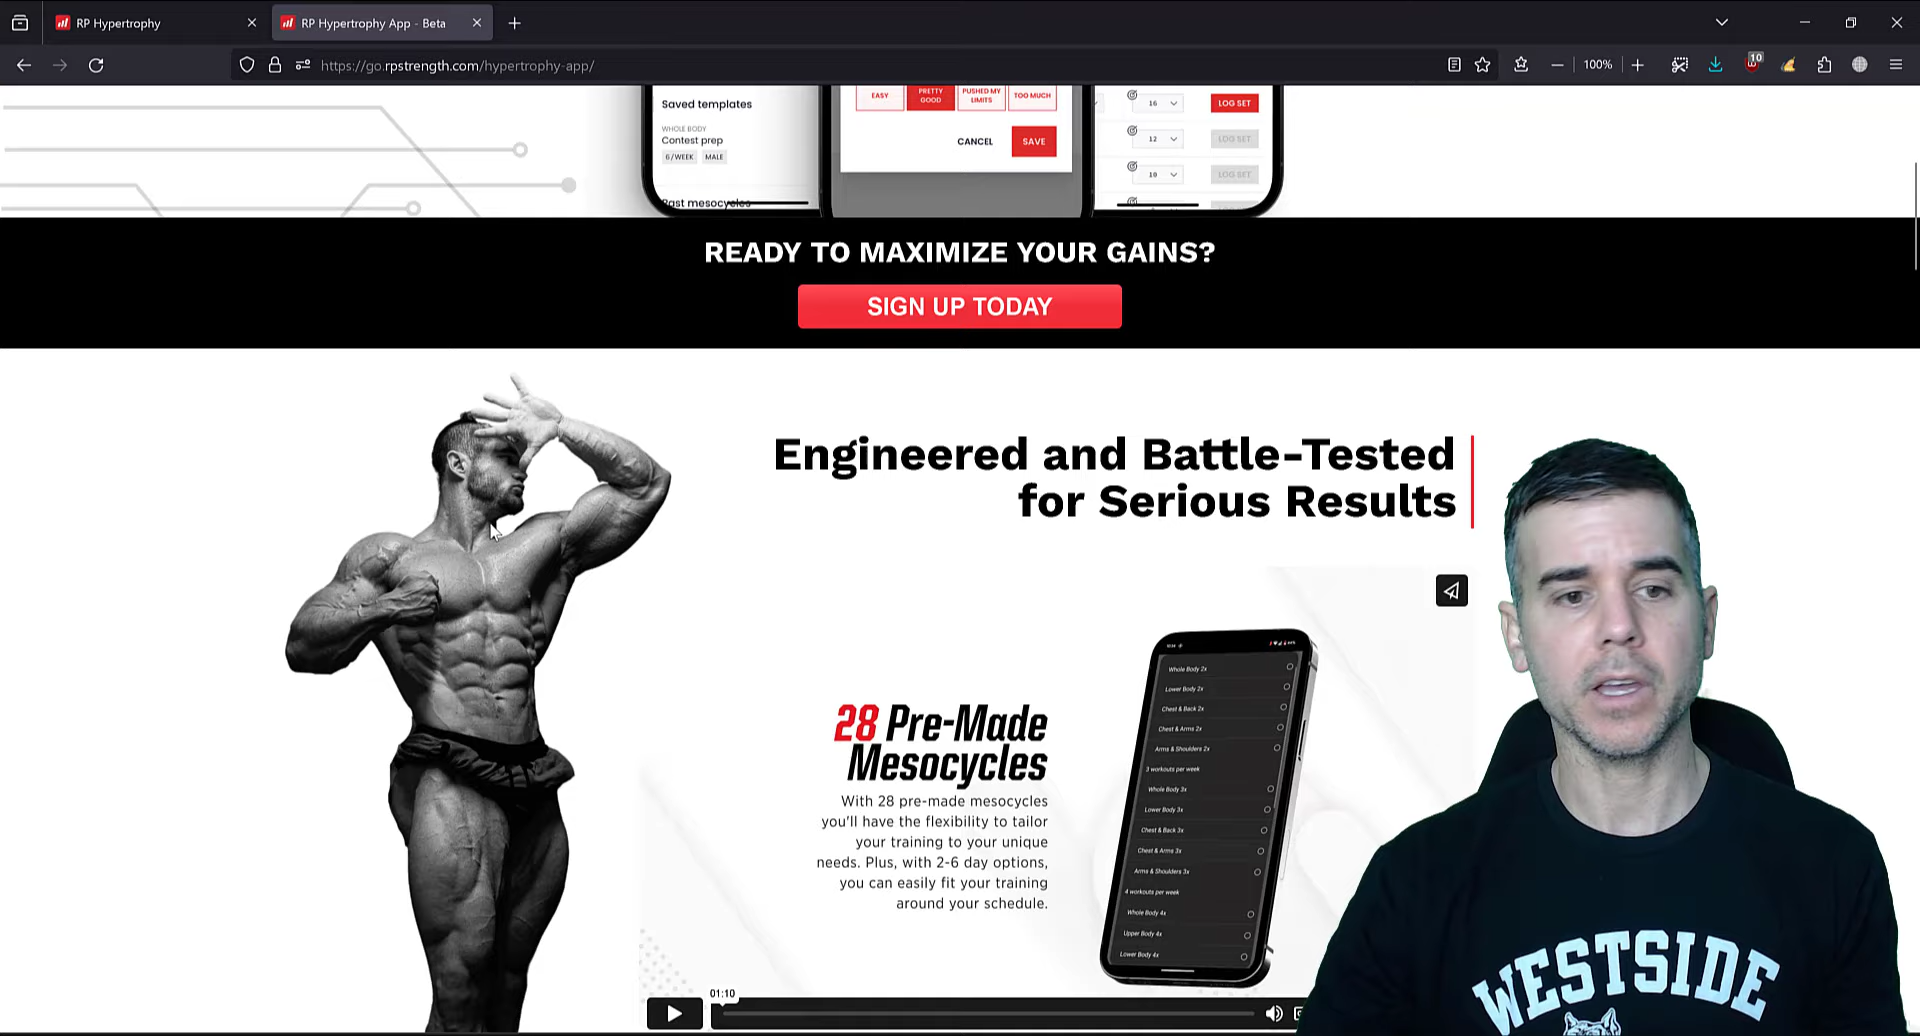 RP Hypertrophy
RP Hypertrophy App - Beta
https://go.rpstrength.com/hypertrophy-app/
100%
10
Saved templates
WHOLE BODY
Contest prep
6/WEEK MALE
Past mesocycles
EASY
PRETTY
GOOD
PUSHED MY
LIMITS
TOO MUCH
CANCEL SAVE
16 LOG SET
12 LOG SET
10 LOG SET
READY TO MAXIMIZE YOUR GAINS?
SIGN UP TODAY
Engineered and Battle-Tested
for Serious Results
28 Pre-Made
Mesocycles
With 28 pre-made mesocycles
you'll have the flexibility to tailor
your training to your unique
needs. Plus, with 2-6 day options,
you can easily fit your training
around your schedule.
Whole Body 2x
Lower Body 2x
Chest & Back 2x
Chest & Arms 2x
Arms & Shoulders 2x
3 workouts per week
Whole Body 3x
Lower Body 3x
Chest & Back 3x
Chest & Arms 3x
Arms & Shoulders 3x
4 workouts per week
Whole Body 4x
Upper Body 4x
Lower Body 4x
01:10
WESTSIDE